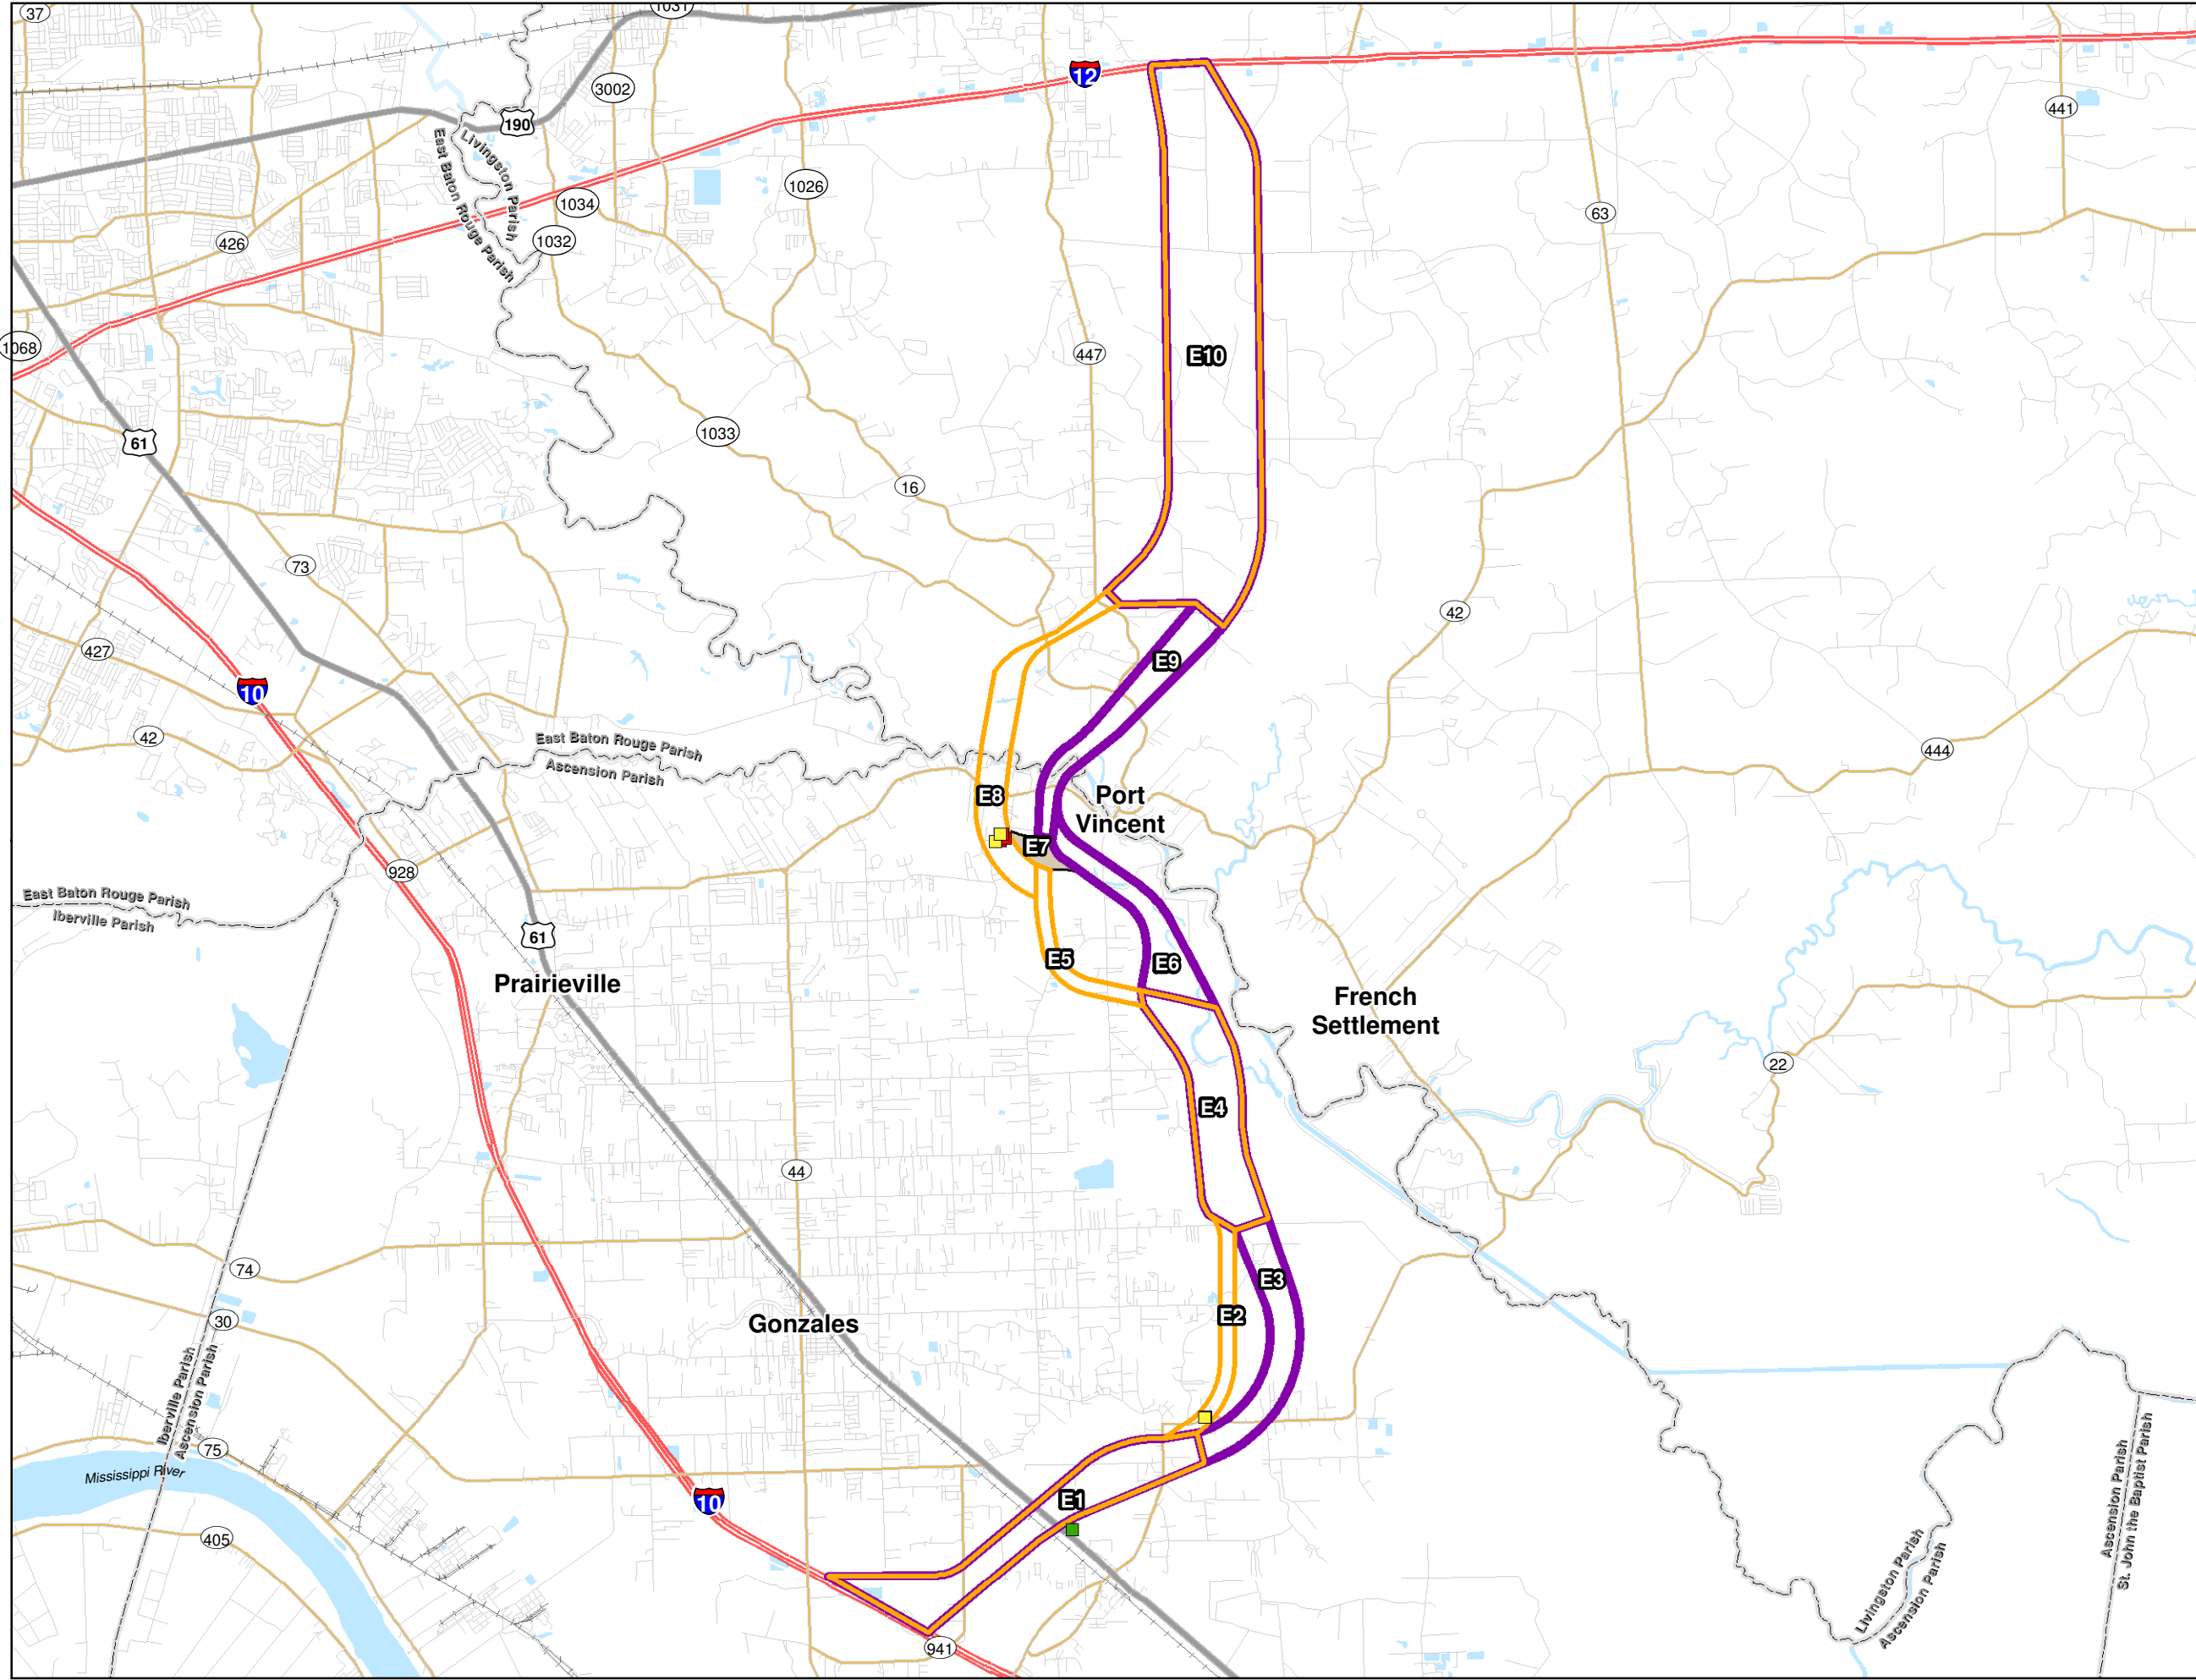 37
1031
3002
12
190
441
East Baton Rouge Parish
Livingston Parish
1026
1034
63
426
1032
1068
447
E10
61
1033
16
73
42
427
E9
10
42
East Baton Rouge Parish
Ascension Parish
444
E8
Port
Vincent
E7
928
East Baton Rouge Parish
Iberville Parish
61
E5
E6
Prairieville
French
Settlement
22
E4
44
74
E3
30
E2
Gonzales
Iberville Parish
Ascension Parish
75
Mississippi River
10
E1
405
941
Livingston Parish
Ascension Parish
Ascension Parish
St. John the Baptist Parish